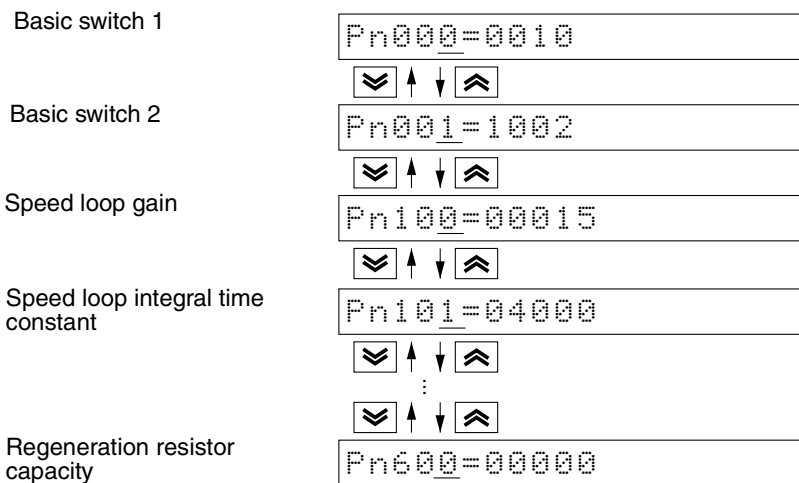 Basic switch 1
Pn000=0010
Basic switch 2
Pn001=1002
Speed loop gain
Pn100=00015
Speed loop integral time
constant
Pn101=04000
Regeneration resistor
capacity
Pn600=00000